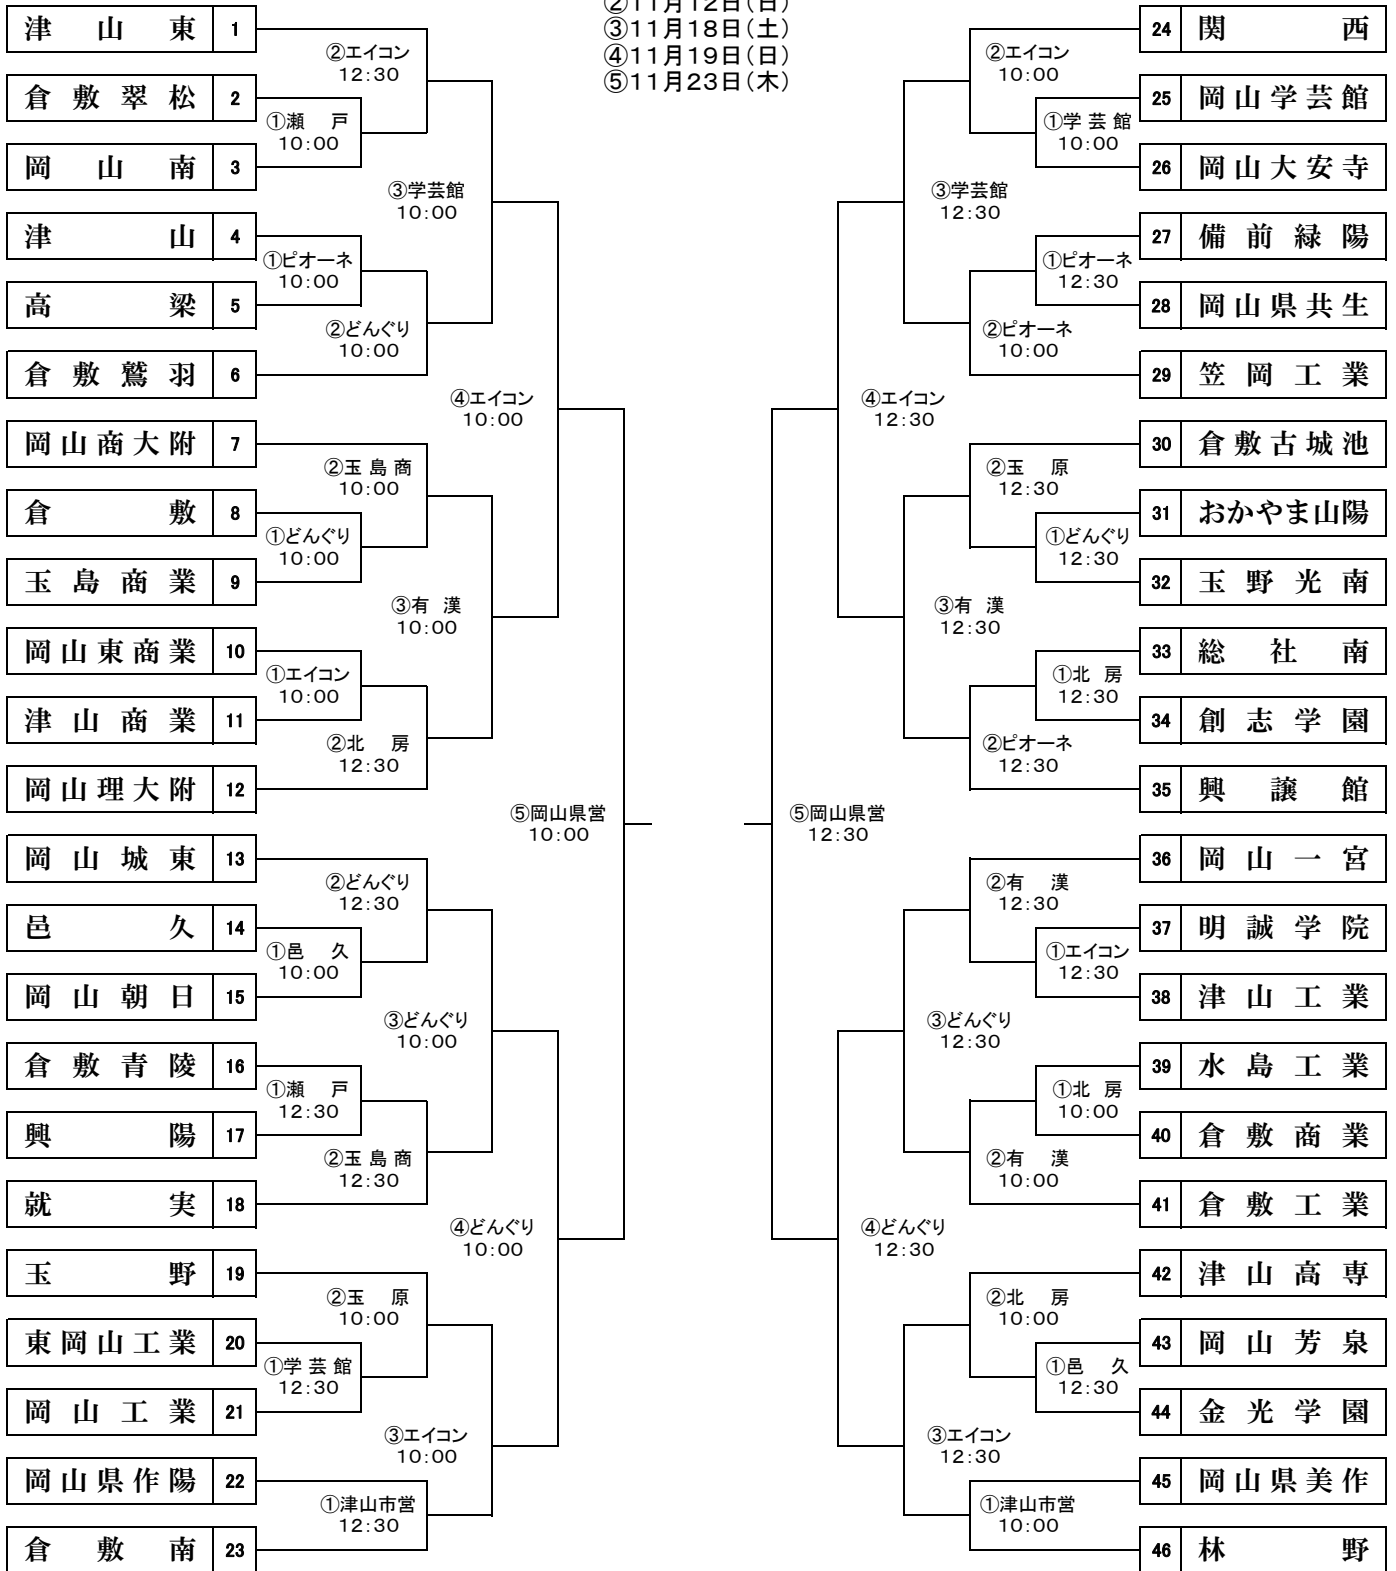 ②11月12日(日)
③11月18日(土)
④11月19日(日)
⑤11月23日(木)
津山東 1
倉敷翠松 2
岡山南 3
津山 4
高梁 5
倉敷鷲羽 6
岡山商大附 7
倉敷 8
玉島商業 9
岡山東商業 10
津山商業 11
岡山理大附 12
岡山城東 13
邑久 14
岡山朝日 15
倉敷青陵 16
興陽 17
就実 18
玉野 19
東岡山工業 20
岡山工業 21
岡山県作陽 22
倉敷南 23
②エイコン
12:30
①瀬戸
10:00
③学芸館
10:00
①ピオーネ
10:00
②どんぐり
10:00
④エイコン
10:00
②玉島商
10:00
①どんぐり
10:00
③有漢
10:00
①エイコン
10:00
②北房
12:30
⑤岡山県営
10:00
②どんぐり
12:30
①邑久
10:00
③どんぐり
10:00
①瀬戸
12:30
②玉島商
12:30
④どんぐり
10:00
②玉原
10:00
①学芸館
12:30
③エイコン
10:00
①津山市営
12:30
②エイコン
10:00
①学芸館
10:00
③学芸館
12:30
①ピオーネ
12:30
②ピオーネ
10:00
④エイコン
12:30
②玉原
12:30
①どんぐり
12:30
③有漢
12:30
①北房
12:30
②ピオーネ
12:30
⑤岡山県営
12:30
②有漢
12:30
①エイコン
12:30
③どんぐり
12:30
①北房
10:00
②有漢
10:00
④どんぐり
12:30
②北房
10:00
①邑久
12:30
③エイコン
12:30
①津山市営
10:00
24 関西
25 岡山学芸館
26 岡山大安寺
27 備前緑陽
28 岡山県共生
29 笠岡工業
30 倉敷古城池
31 おかやま山陽
32 玉野光南
33 総社南
34 創志学園
35 興譲館
36 岡山一宮
37 明誠学院
38 津山工業
39 水島工業
40 倉敷商業
41 倉敷工業
42 津山高専
43 岡山芳泉
44 金光学園
45 岡山県美作
46 林野